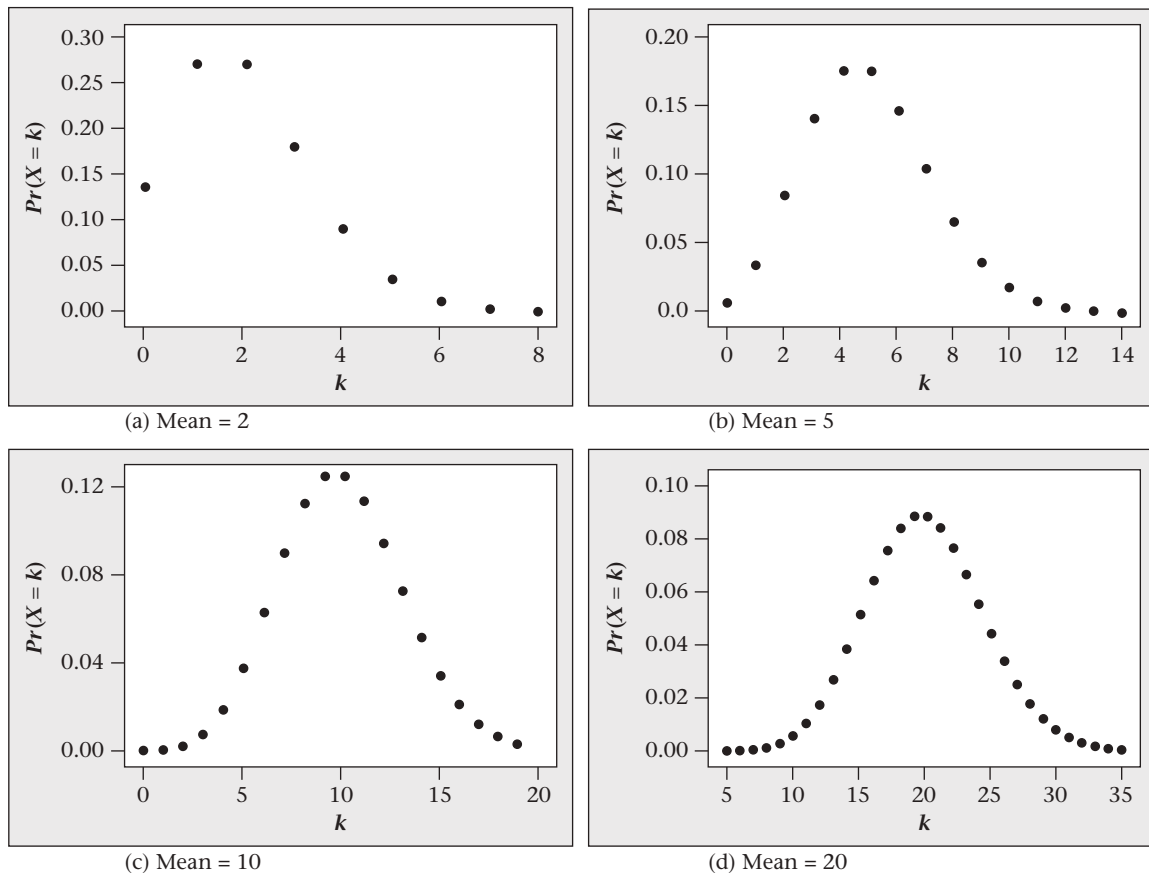 0.30
0.25
0.20
0.15
0.10
0.05
0.00
Pr(X = k)
0 2 4 6 8
k
(a) Mean = 2
0.20
0.15
0.10
0.05
0.0
Pr(X = k)
0 2 4 6 8 10 12 14
k
(b) Mean = 5
0.12
0.08
0.04
0.00
Pr(X = k)
0 5 10 15 20
k
(c) Mean = 10
0.10
0.08
0.06
0.04
0.02
0.00
Pr(X = k)
5 10 15 20 25 30 35
k
(d) Mean = 20